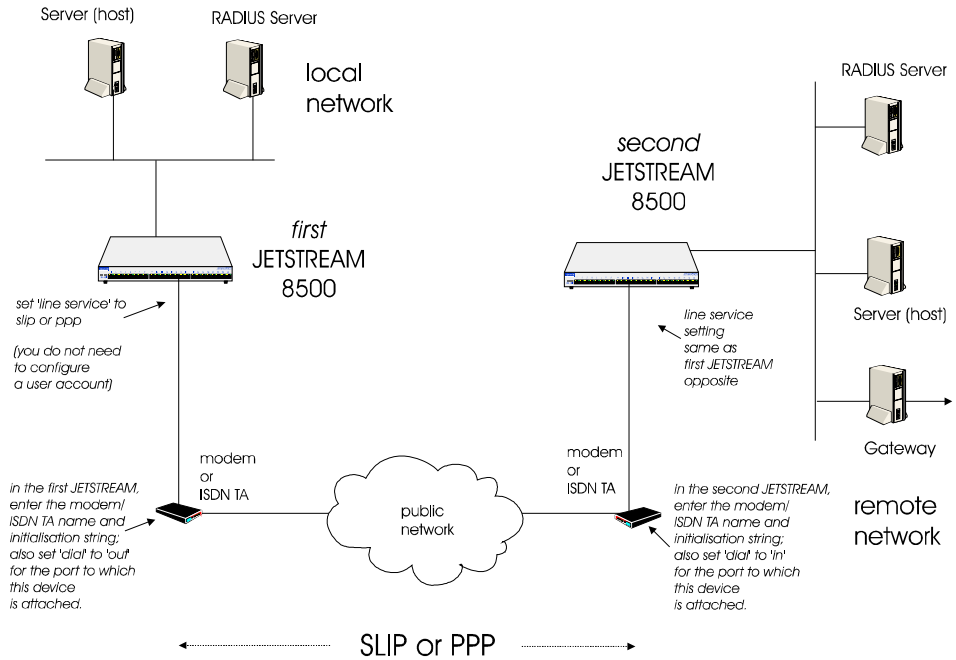 Server (host)
RADIUS Server
local
network
RADIUS Server
second
JETSTREAM
8500
first
JETSTREAM
8500
set 'line service' to
slip or ppp
(you do not need
to configure
a user account)
line service
setting
same as
first JETSTREAM
opposite
Server (host)
Gateway
modem
or
ISDN TA
modem
or
ISDN TA
in the first JETSTREAM,
enter the modem/
ISDN TA name and
initialisation string;
also set 'dial' to 'out'
for the port to which
this device
is attached.
public
network
in the second JETSTREAM,
enter the modem/
ISDN TA name and
initialisation string;
also set 'dial' to 'in'
for the port to which
this device
is attached.
remote
network
SLIP or PPP